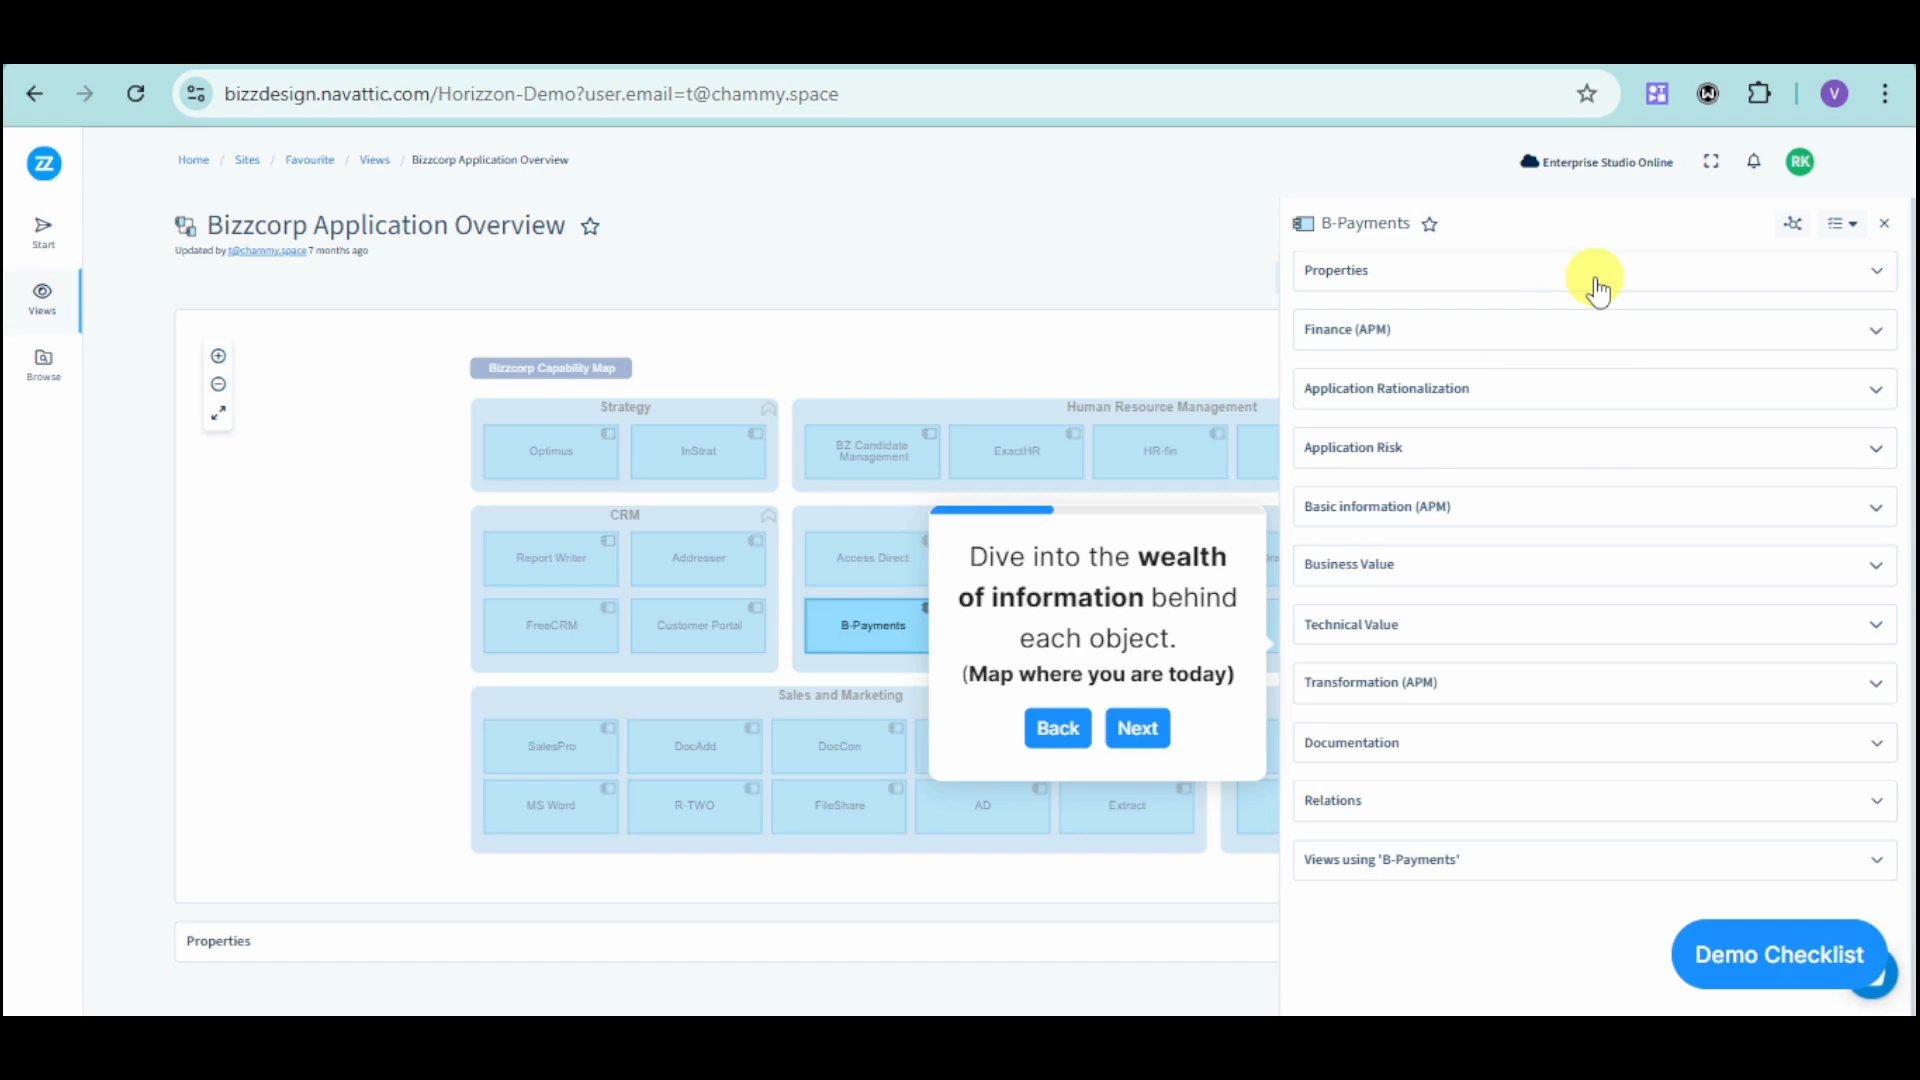 bizzdesign.navattic.com/Horizzon-Demo?user.email=t@chammy.space
V
ZZ
Home / Sites / Favourite / Views / Bizzcorp Application Overview
Enterprise Studio Online
RK
Start
Views
Browse
Bizzcorp Application Overview
Updated by t@chammy.space 7 months ago
Bizzcorp Capability Map
Strategy
Optimus
InStrat
Human Resource Management
BZ Candidate
Management
ExactHR
HR-fin
CRM
Report Writer
Addresser
FreeCRM
Customer Portal
Access Direct
B-Payments
Sales and Marketing
SalesPro
DocAdd
DocCon
MS Word
R-TWO
FileShare
AD
Extract
Dive into the wealth
of information behind
each object.
(Map where you are today)
Back
Next
Properties
B-Payments
Properties
Finance (APM)
Application Rationalization
Application Risk
Basic information (APM)
Business Value
Technical Value
Transformation (APM)
Documentation
Relations
Views using 'B-Payments'
Demo Checklist